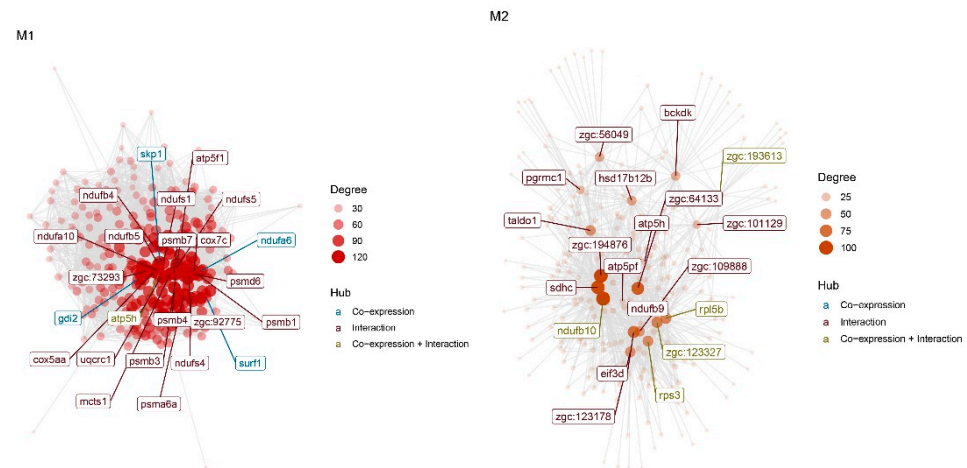 M1
skp1
atp5f1
ndufb4
ndufs1
ndufs5
ndufa10
ndufb5
psmb7
cox7c
ndufa6
zgc:73293
psmd6
gdi2
atp5h
psmb4
zgc:92775
psmb1
cox5aa
uqcrc1
psmb3
ndufs4
surf1
mcts1
psma6a
Degree
30
60
90
120
Hub
a Co-expression
a Interaction
a Co-expression + Interaction
M2
bckdk
zgc:56049
zgc:193613
pgrmc1
hsd17b12b
zgc:64133
taldo1
atp5h
zgc:101129
zgc:194876
atp5pf
zgc:109888
sdhc
ndufb9
rpl5b
ndufb10
zgc:123327
eif3d
rps3
zgc:123178
Degree
25
50
75
100
Hub
a Co-expression
a Interaction
a Co-expression + Interaction